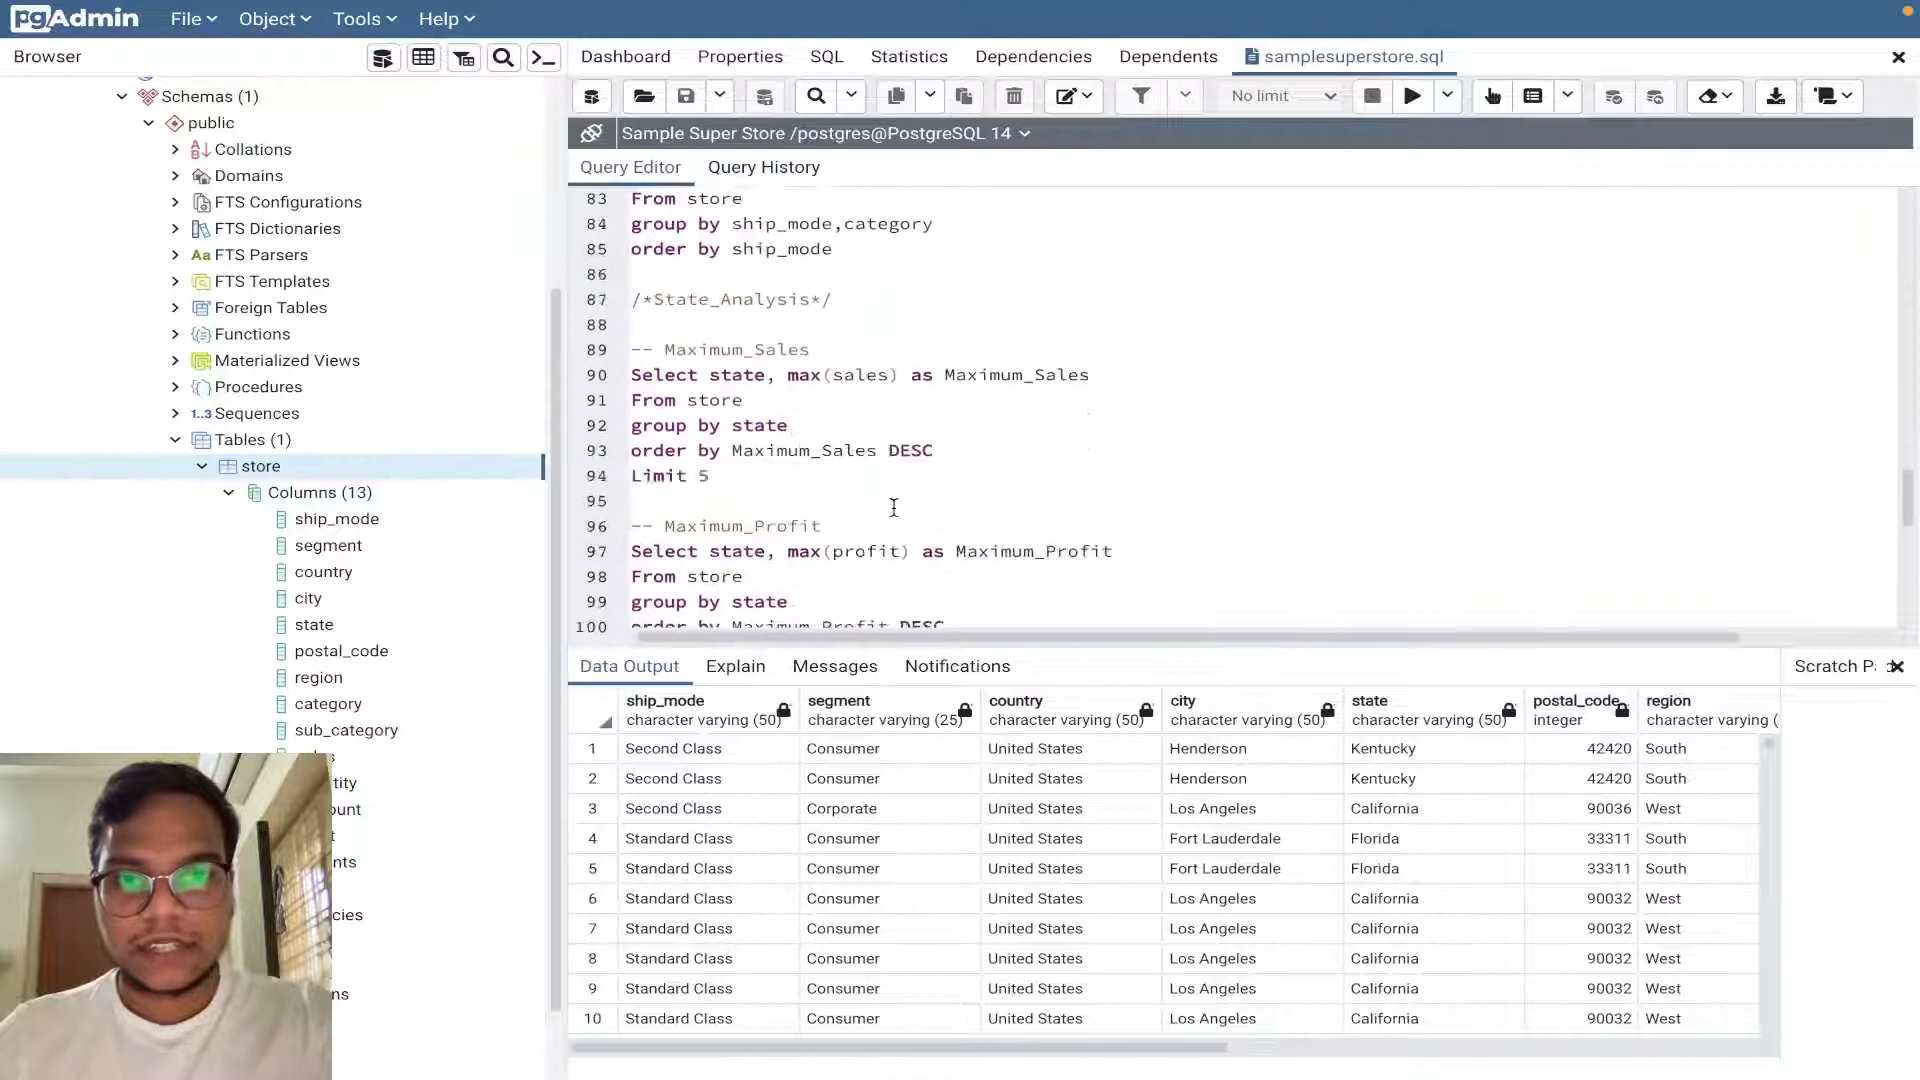 pgAdmin File Object Tools Help
Browser
Dashboard Properties SQL Statistics Dependencies Dependents samplesuperstore.sql
No limit
Sample Super Store /postgres@PostgreSQL 14
Query Editor Query History
Schemas (1)
public
Collations
Domains
FTS Configurations
FTS Dictionaries
Aa FTS Parsers
FTS Templates
Foreign Tables
Functions
Materialized Views
Procedures
1..3 Sequences
Tables (1)
store
Columns (13)
ship_mode
segment
country
city
state
postal_code
region
category
sub_category
83 From store
84 group by ship_mode,category
85 order by ship_mode
86
87 /*State_Analysis*/
88
89 -- Maximum_Sales
90 Select state, max(sales) as Maximum_Sales
91 From store
92 group by state
93 order by Maximum_Sales DESC
94 Limit 5
95
96 -- Maximum_Profit
97 Select state, max(profit) as Maximum_Profit
98 From store
99 group by state
100 order by Maximum_Profit DESC
Data Output Explain Messages Notifications
Scratch P
ship_mode segment country city state postal_code region
character varying (50) character varying (25) character varying (50) character varying (50) character varying (50) integer character varying (
1 Second Class Consumer United States Henderson Kentucky 42420 South
2 Second Class Consumer United States Henderson Kentucky 42420 South
3 Second Class Corporate United States Los Angeles California 90036 West
4 Standard Class Consumer United States Fort Lauderdale Florida 33311 South
5 Standard Class Consumer United States Fort Lauderdale Florida 33311 South
6 Standard Class Consumer United States Los Angeles California 90032 West
7 Standard Class Consumer United States Los Angeles California 90032 West
8 Standard Class Consumer United States Los Angeles California 90032 West
9 Standard Class Consumer United States Los Angeles California 90032 West
10 Standard Class Consumer United States Los Angeles California 90032 West